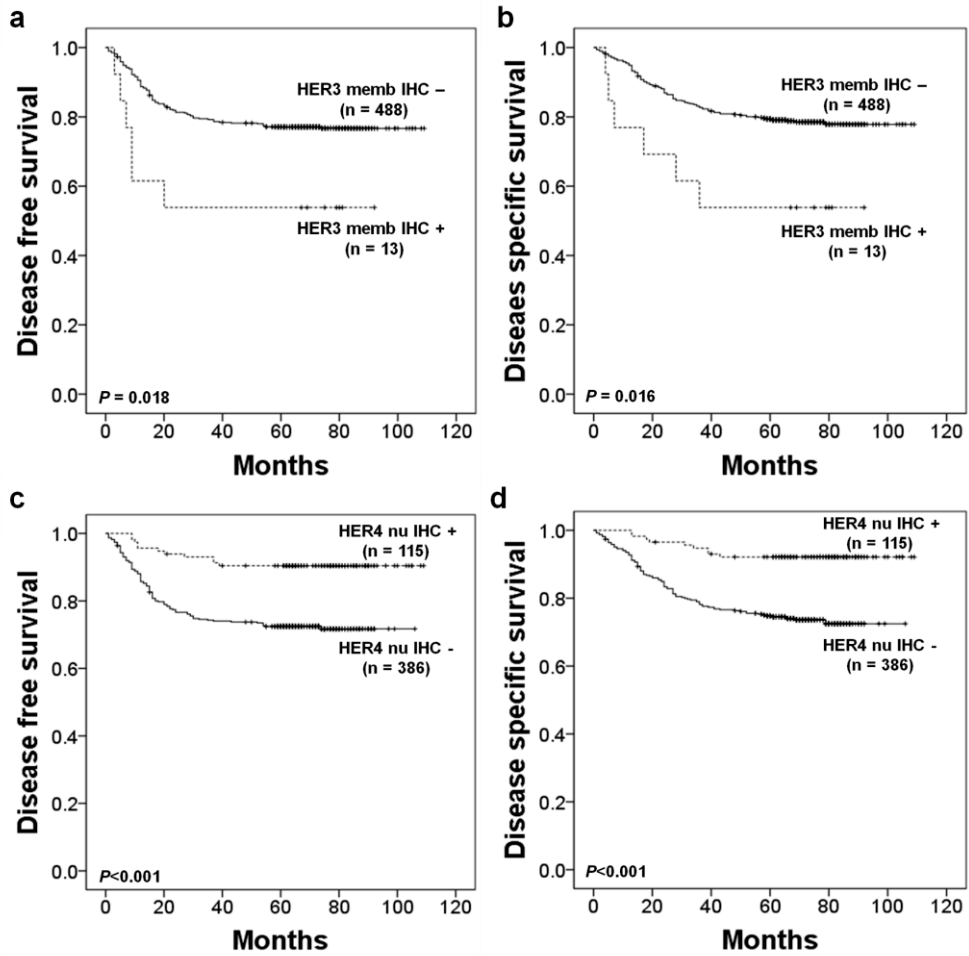 a
Disease free survival
1.0
0.8
0.6
0.4
0.2
0.0
HER3 memb IHC –
(n = 488)
HER3 memb IHC +
(n = 13)
P = 0.018
0 20 40 60 80 100 120
Months
b
Diseaes specific survival
1.0
0.8
0.6
0.4
0.2
0.0
HER3 memb IHC –
(n = 488)
HER3 memb IHC +
(n = 13)
P = 0.016
0 20 40 60 80 100 120
Months
c
Disease free survival
1.0
0.8
0.6
0.4
0.2
0.0
HER4 nu IHC +
(n = 115)
HER4 nu IHC -
(n = 386)
P<0.001
0 20 40 60 80 100 120
Months
d
Disease specific survival
1.0
0.8
0.6
0.4
0.2
0.0
HER4 nu IHC +
(n = 115)
HER4 nu IHC -
(n = 386)
P<0.001
0 20 40 60 80 100 120
Months